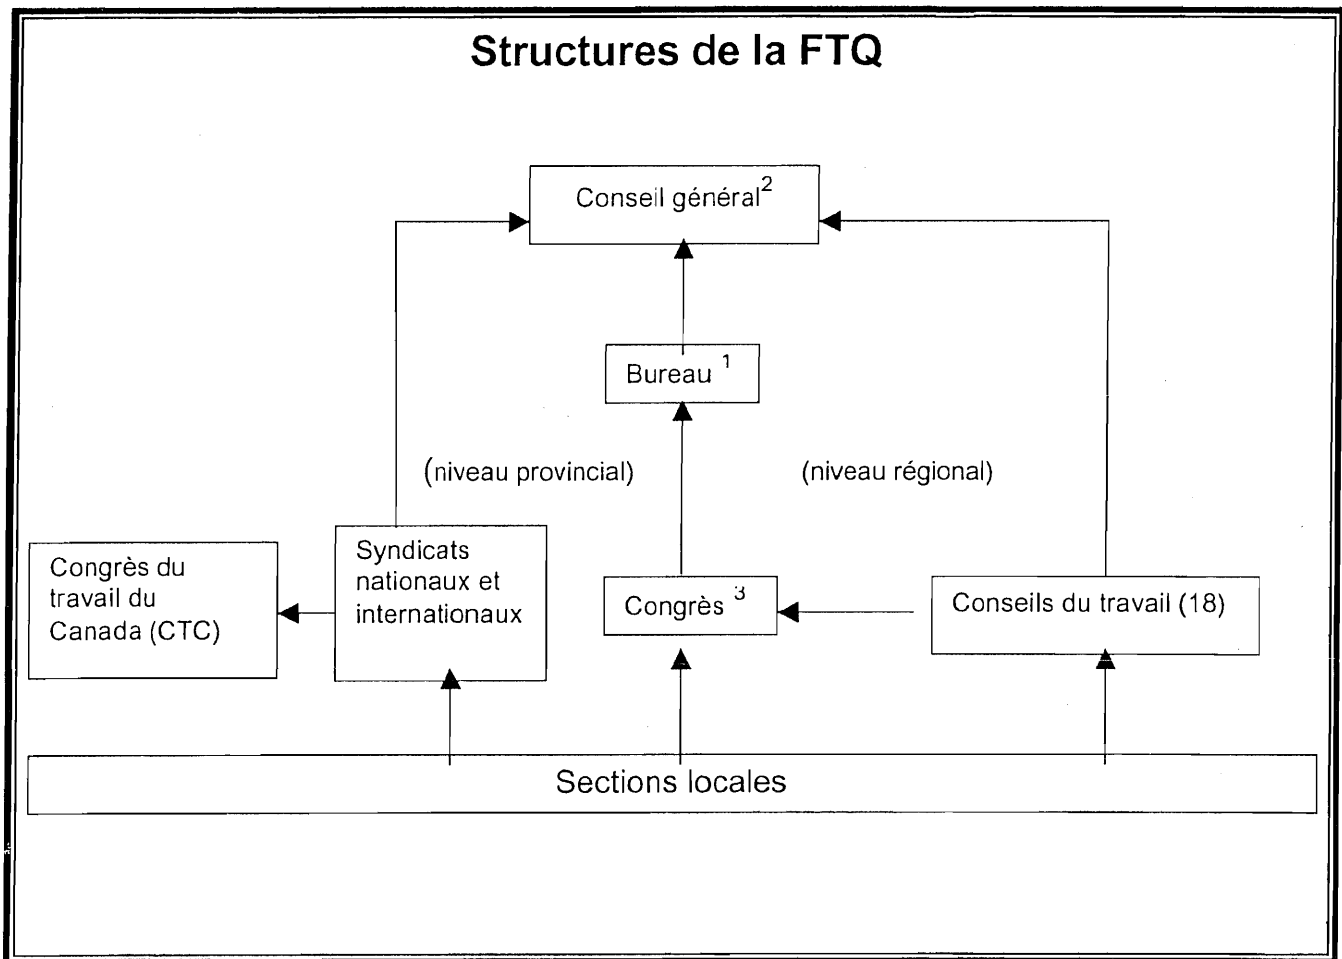 Structures de la FTQ
Conseil général²
Bureau ¹
(niveau provincial)
(niveau régional)
Congrès du
travail du
Canada (CTC)
Syndicats
nationaux et
internationaux
Congrès ³
Conseils du travail (18)
Sections locales